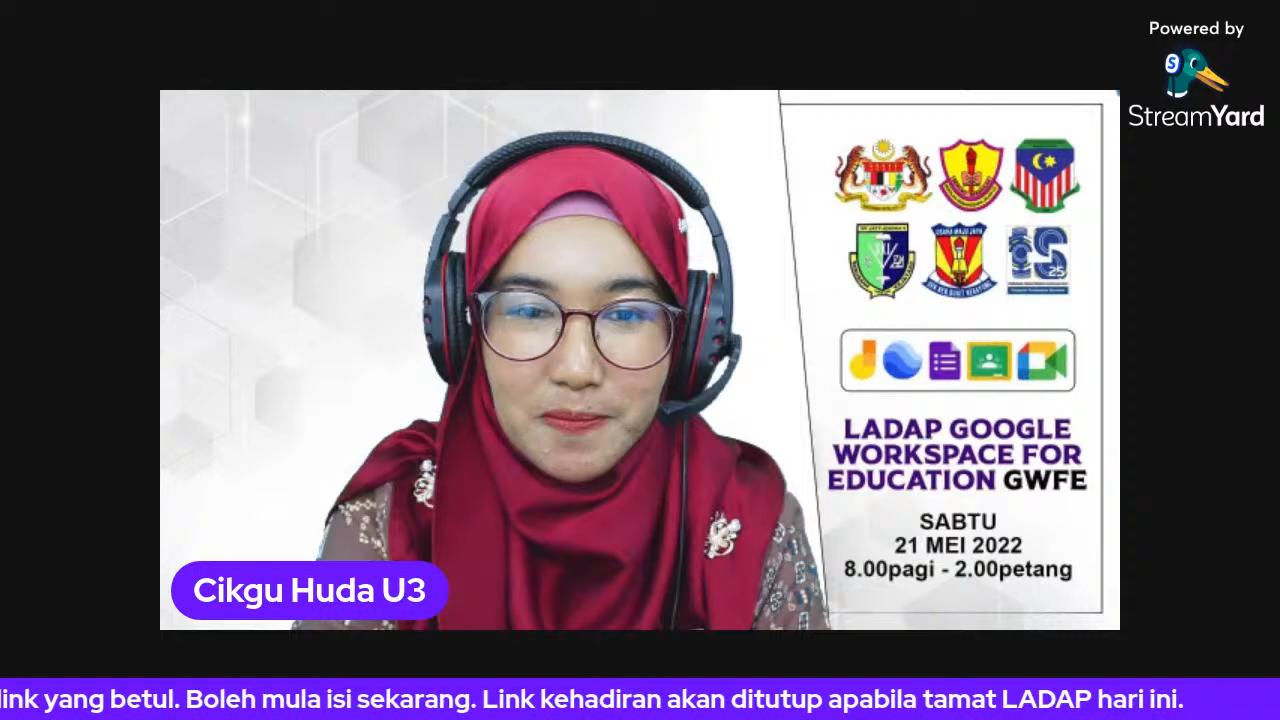 Powered by
StreamYard
LADAP GOOGLE
WORKSPACE FOR
EDUCATION GWFE
SABTU
21 MEI 2022
8.00pagi - 2.00petang
Cikgu Huda U3
link yang betul. Boleh mula isi sekarang. Link kehadiran akan ditutup apabila tamat LADAP hari ini.